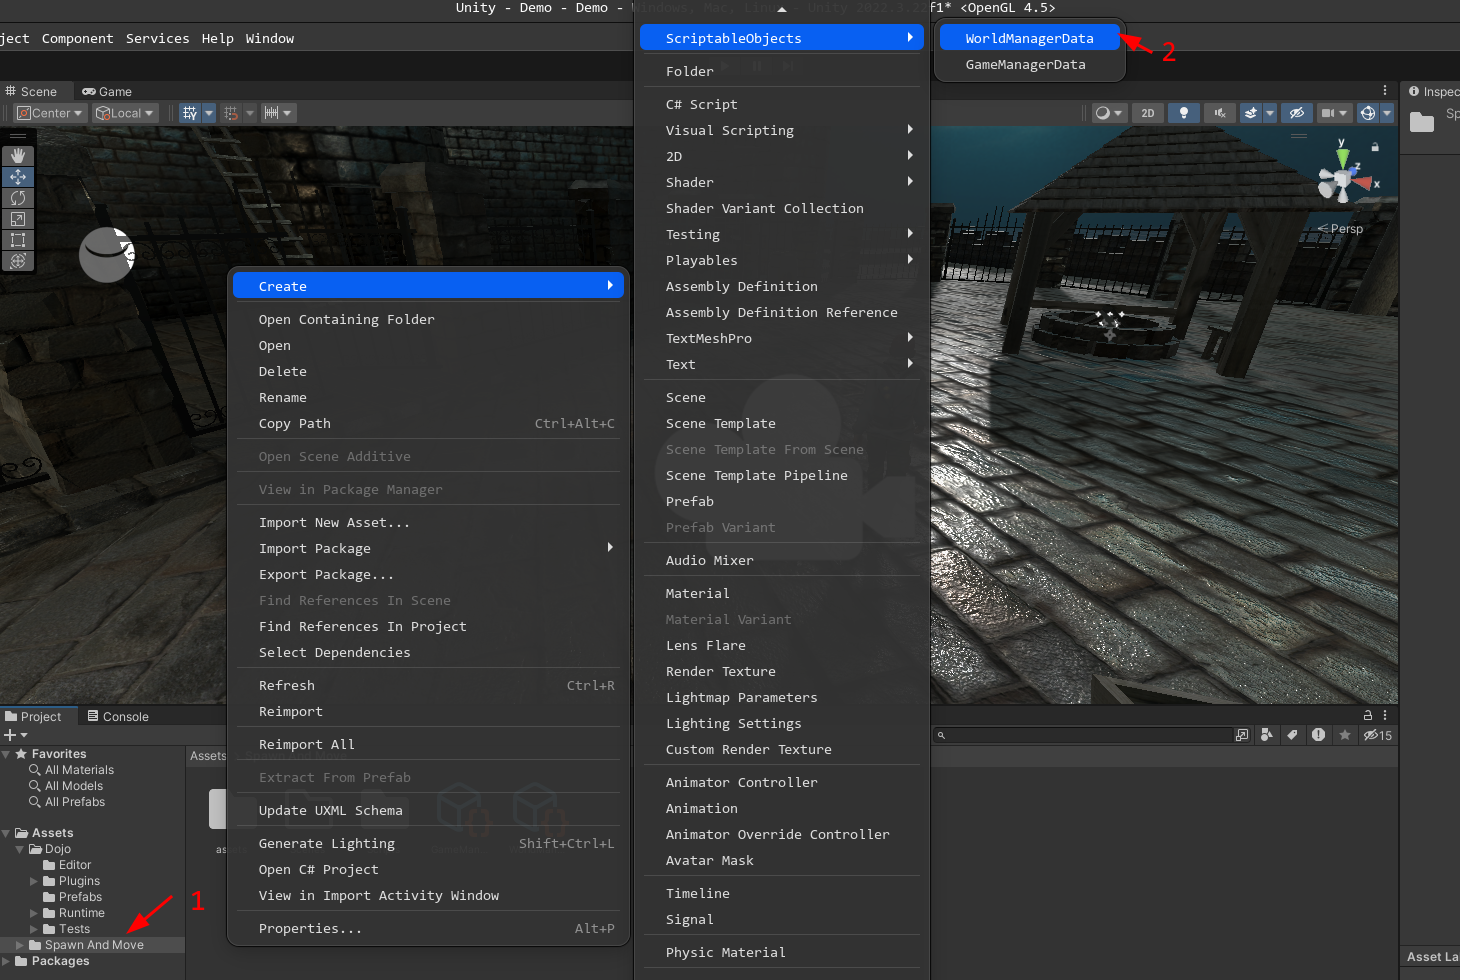 Unity - Demo - Demo - Windows, Mac, Linux - Unity 2022.3.22f1* <OpenGL 4.5>
ject Component Services Help Window
Scene
Game
Center
Local
2D
Inspec
Sp
y
z
x
Persp
ScriptableObjects
Folder
C# Script
Visual Scripting
2D
Shader
Shader Variant Collection
Testing
Playables
Assembly Definition
Assembly Definition Reference
TextMeshPro
Text
Scene
Scene Template
Scene Template From Scene
Scene Template Pipeline
Prefab
Prefab Variant
Audio Mixer
Material
Material Variant
Lens Flare
Render Texture
Lightmap Parameters
Lighting Settings
Custom Render Texture
Animator Controller
Animation
Animator Override Controller
Avatar Mask
Timeline
Signal
Physic Material
WorldManagerData
GameManagerData
2
Create
Open Containing Folder
Open
Delete
Rename
Copy Path Ctrl+Alt+C
Open Scene Additive
View in Package Manager
Import New Asset...
Import Package
Export Package...
Find References In Scene
Find References In Project
Select Dependencies
Refresh Ctrl+R
Reimport
Reimport All
Extract From Prefab
Update UXML Schema
Generate Lighting Shift+Ctrl+L
Open C# Project
View in Import Activity Window
Properties... Alt+P
Project
Console
15
Favorites
All Materials
All Models
All Prefabs
Assets
Dojo
Editor
Plugins
Prefabs
Runtime
Tests
Spawn And Move
Packages
1
Assets
Asset La